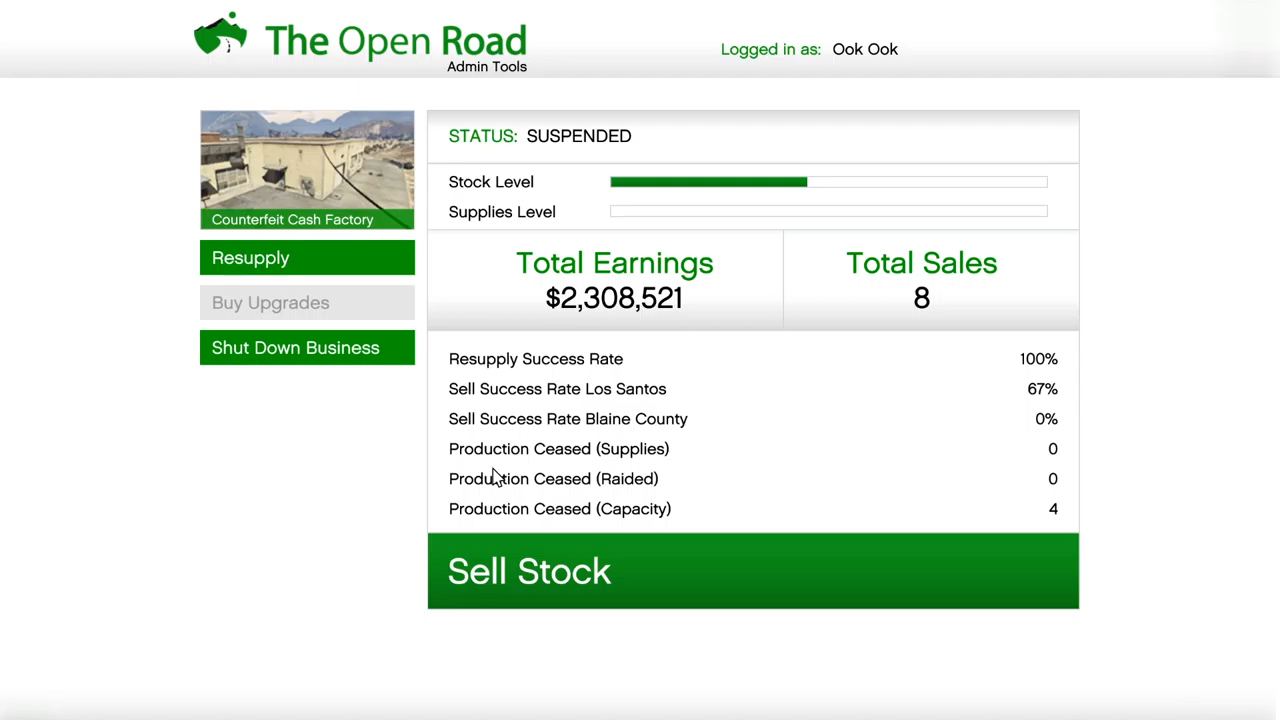 The Open Road
Admin Tools
Logged in as: Ook Ook
Counterfeit Cash Factory
Resupply
Buy Upgrades
Shut Down Business
STATUS: SUSPENDED
Stock Level
Supplies Level
Total Earnings
$2,308,521
Total Sales
8
Resupply Success Rate 100%
Sell Success Rate Los Santos 67%
Sell Success Rate Blaine County 0%
Production Ceased (Supplies) 0
Production Ceased (Raided) 0
Production Ceased (Capacity) 4
Sell Stock